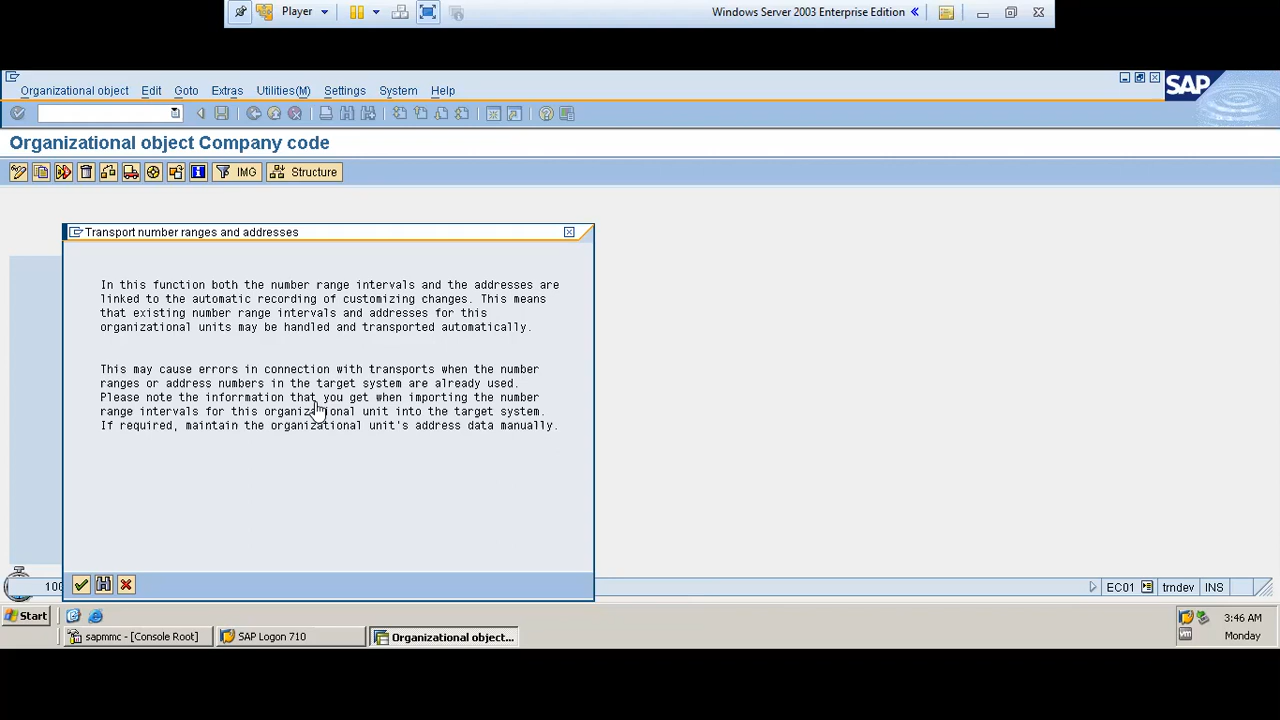 Player
Windows Server 2003 Enterprise Edition
Organizational object Edit Goto Extras Utilities(M) Settings System Help
SAP
Organizational object Company code
IMG Structure
Transport number ranges and addresses
In this function both the number range intervals and the addresses are
linked to the automatic recording of customizing changes. This means
that existing number range intervals and addresses for this
organizational units may be handled and transported automatically.
This may cause errors in connection with transports when the number
ranges or address numbers in the target system are already used.
Please note the information that you get when importing the number
range intervals for this organizational unit into the target system.
If required, maintain the organizational unit's address data manually.
100
EC01 trndev INS
Start
3:46 AM
sapmmc - [Console Root] SAP Logon 710 Organizational object...
Monday